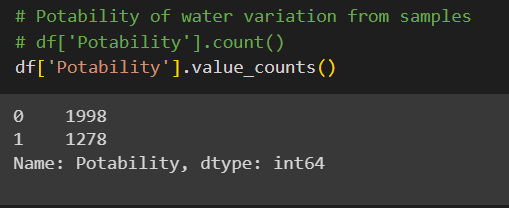 # Potability of water variation from samples
# df['Potability'].count()
df['Potability'].value_counts()
0    1998
1    1278
Name: Potability, dtype: int64